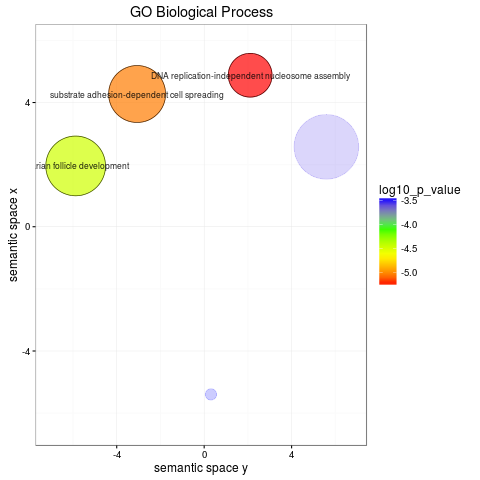 GO Biological Process
DNA replication-independent nucleosome assembly
substrate adhesion-dependent cell spreading
rian follicle development
semantic space x
4
0
-4
-4
0
4
semantic space y
log10_p_value
-3.5
-4.0
-4.5
-5.0